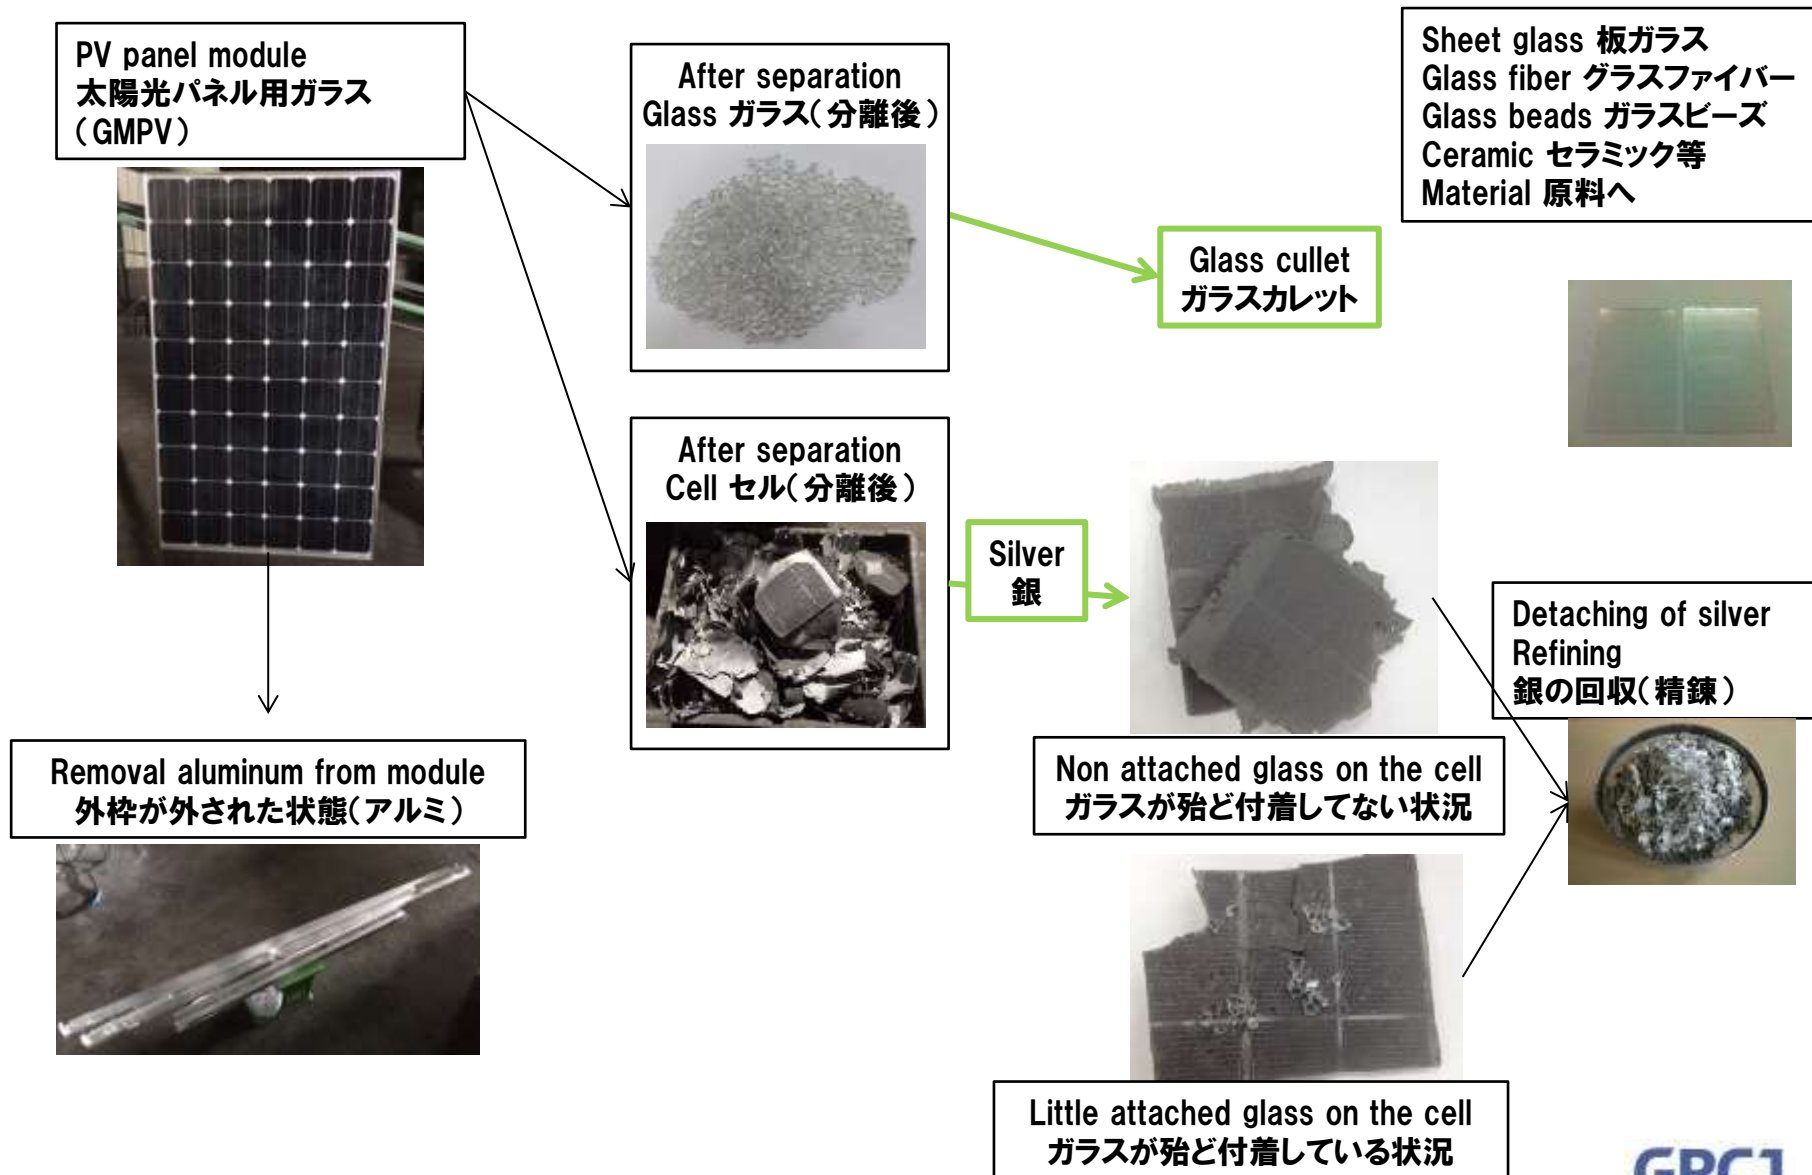 PV panel module
太陽光パネル用ガラス
（GMPV）
After separation
Glass ガラス（分離後）
Sheet glass 板ガラス
Glass fiber グラスファイバー
Glass beads ガラスビーズ
Ceramic セラミック等
Material 原料へ
Glass cullet
ガラスカレット
After separation
Cell セル（分離後）
Silver
銀
Detaching of silver
Refining
銀の回収（精錬）
Removal aluminum from module
外枠が外された状態（アルミ）
Non attached glass on the cell
ガラスが殆ど付着してない状況
Little attached glass on the cell
ガラスが殆ど付着している状況